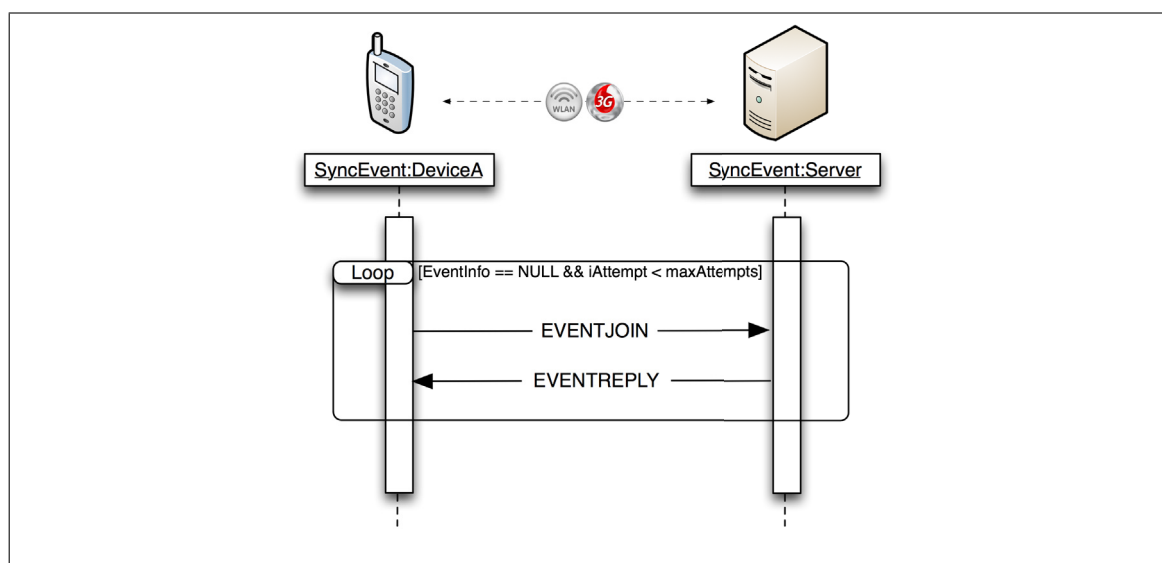 WLAN
3G
SyncEvent:DeviceA
SyncEvent:Server
Loop
[EventInfo == NULL && iAttempt < maxAttempts]
EVENTJOIN
EVENTREPLY